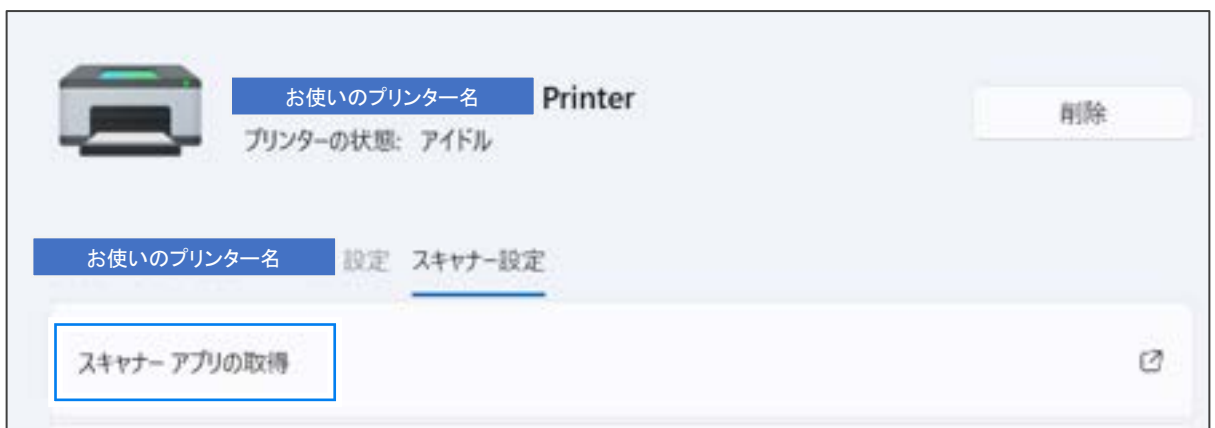 お使いのプリンター名 Printer
削除
プリンターの状態: アイドル
お使いのプリンター名 設定 スキャナー設定
スキャナー アプリの取得